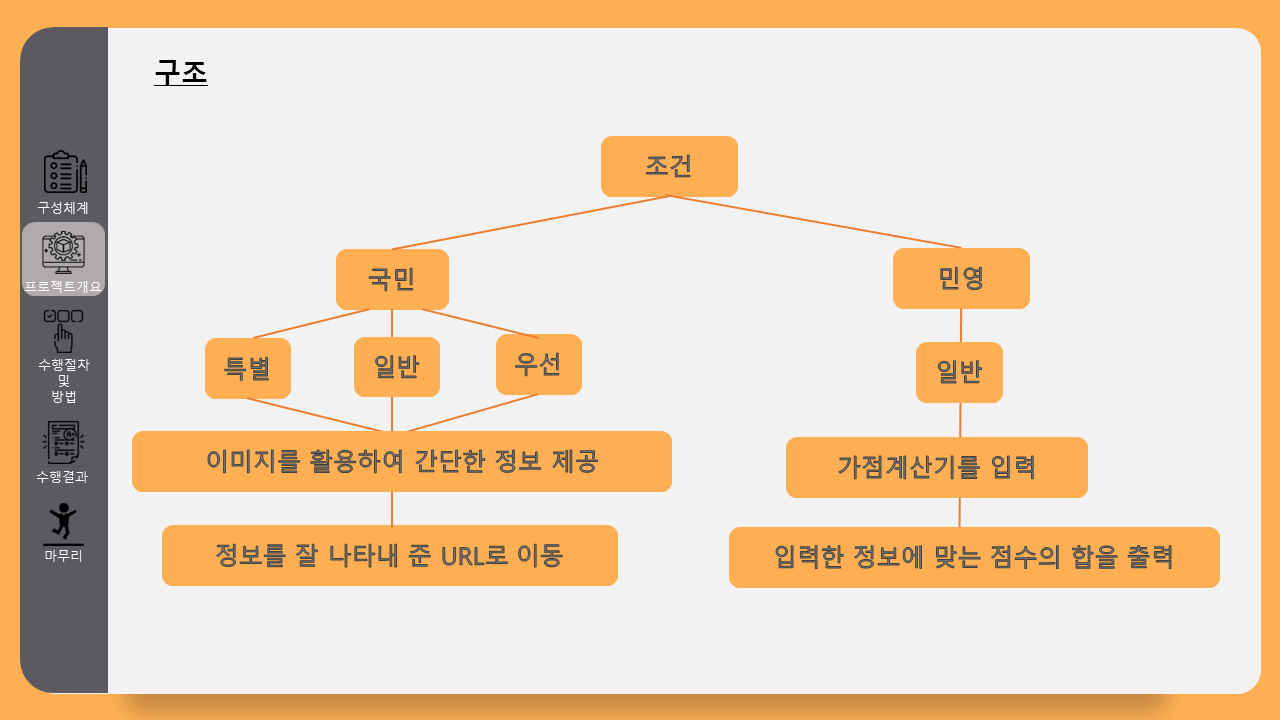 구조
구성체계
프로젝트개요
수행절차
및
방법
수행결과
마무리
조건
국민
민영
특별
일반
우선
일반
이미지를 활용하여 간단한 정보 제공
가점계산기를 입력
정보를 잘 나타내 준 URL로 이동
입력한 정보에 맞는 점수의 합을 출력